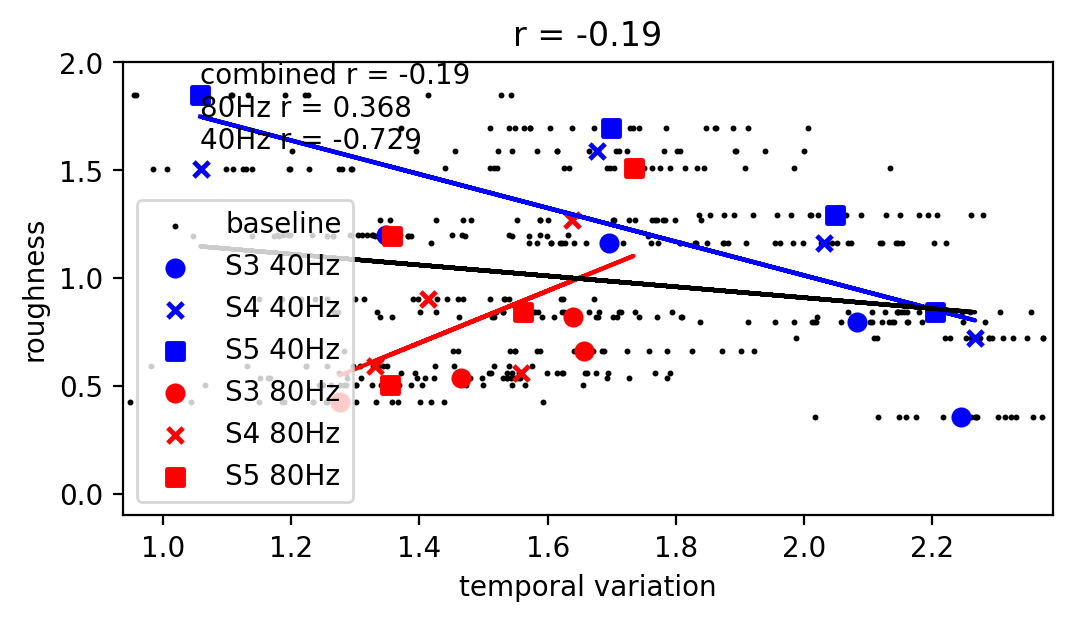 r = -0.19
combined r = -0.19
80Hz r = 0.368
40Hz r = -0.729
2.0
1.5
1.0
0.5
0.0
roughness
baseline
S3 40Hz
S4 40Hz
S5 40Hz
S3 80Hz
S4 80Hz
S5 80Hz
1.0 1.2 1.4 1.6 1.8 2.0 2.2
temporal variation